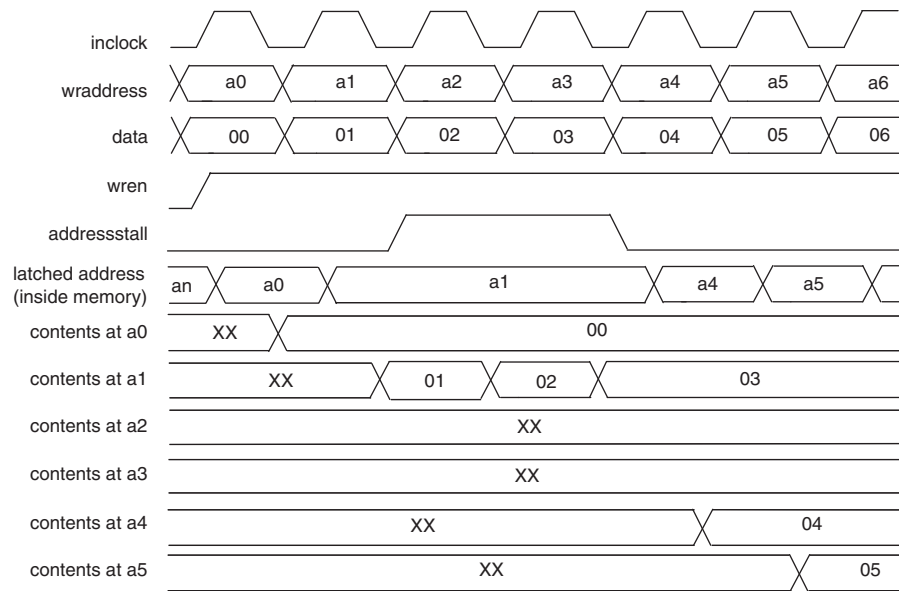 inclock
wraddress a0 a1 a2 a3 a4 a5 a6
data 00 01 02 03 04 05 06
wren
addressstall
latched address
(inside memory) an a0 a1 a4 a5
contents at a0 XX 00
contents at a1 XX 01 02 03
contents at a2 XX
contents at a3 XX
contents at a4 XX 04
contents at a5 XX 05